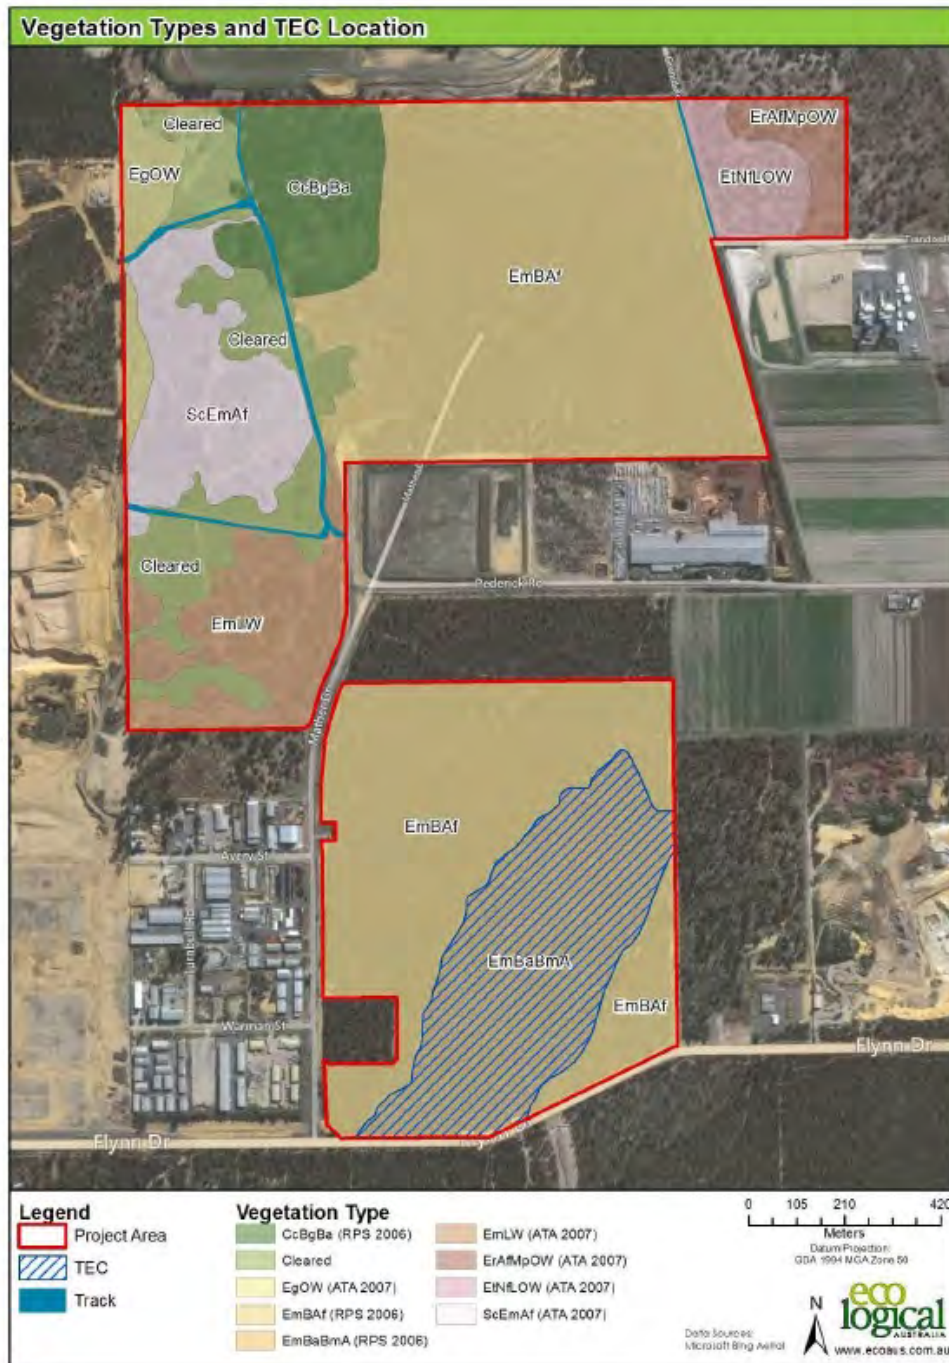 Vegetation Types and TEC Location
Cleared
ErAfMpOW
EgOW
CcBgBa
EtNfLOW
EmBAf
Cleared
ScEmAf
Cleared
Pederick Rd
EmLW
Mather Dr
EmBAf
Avery St
Turnbull Rd
EmBaBmA
EmBAf
Warman St
Flynn Dr
Flynn Dr
Legend
Project Area
TEC
Track
Vegetation Type
CcBgBa (RPS 2006)
Cleared
EgOW (ATA 2007)
EmBAf (RPS 2006)
EmBaBmA (RPS 2006)
EmLW (ATA 2007)
ErAfMpOW (ATA 2007)
EtNfLOW (ATA 2007)
ScEmAf (ATA 2007)
0 105 210 420
Meters
Datum/Projection:
GDA 1994 MGA Zone 50
Data Sources:
Microsoft Bing Aerial
N
eco
logical
AUSTRALIA
www.ecoaus.com.au